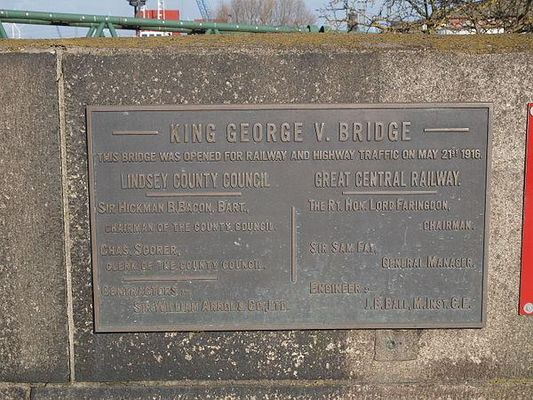 KING GEORGE V. BRIDGE
THIS BRIDGE WAS OPENED FOR RAILWAY AND HIGHWAY TRAFFIC ON MAY 21ST 1916.
LINDSEY COUNTY COUNCIL.
SIR HICKMAN B. BACON, BART.,
CHAIRMAN OF THE COUNTY COUNCIL.
CHAS. SCORER,
CLERK OF THE COUNTY COUNCIL.
CONTRACTORS:-
SIR WILLIAM ARROL & CO., LTD.
GREAT CENTRAL RAILWAY.
THE RT. HON. LORD FARINGDON,
CHAIRMAN.
SIR SAM FAY,
GENERAL MANAGER.
ENGINEER:-
J. B. BALL, M. INST. C. E.